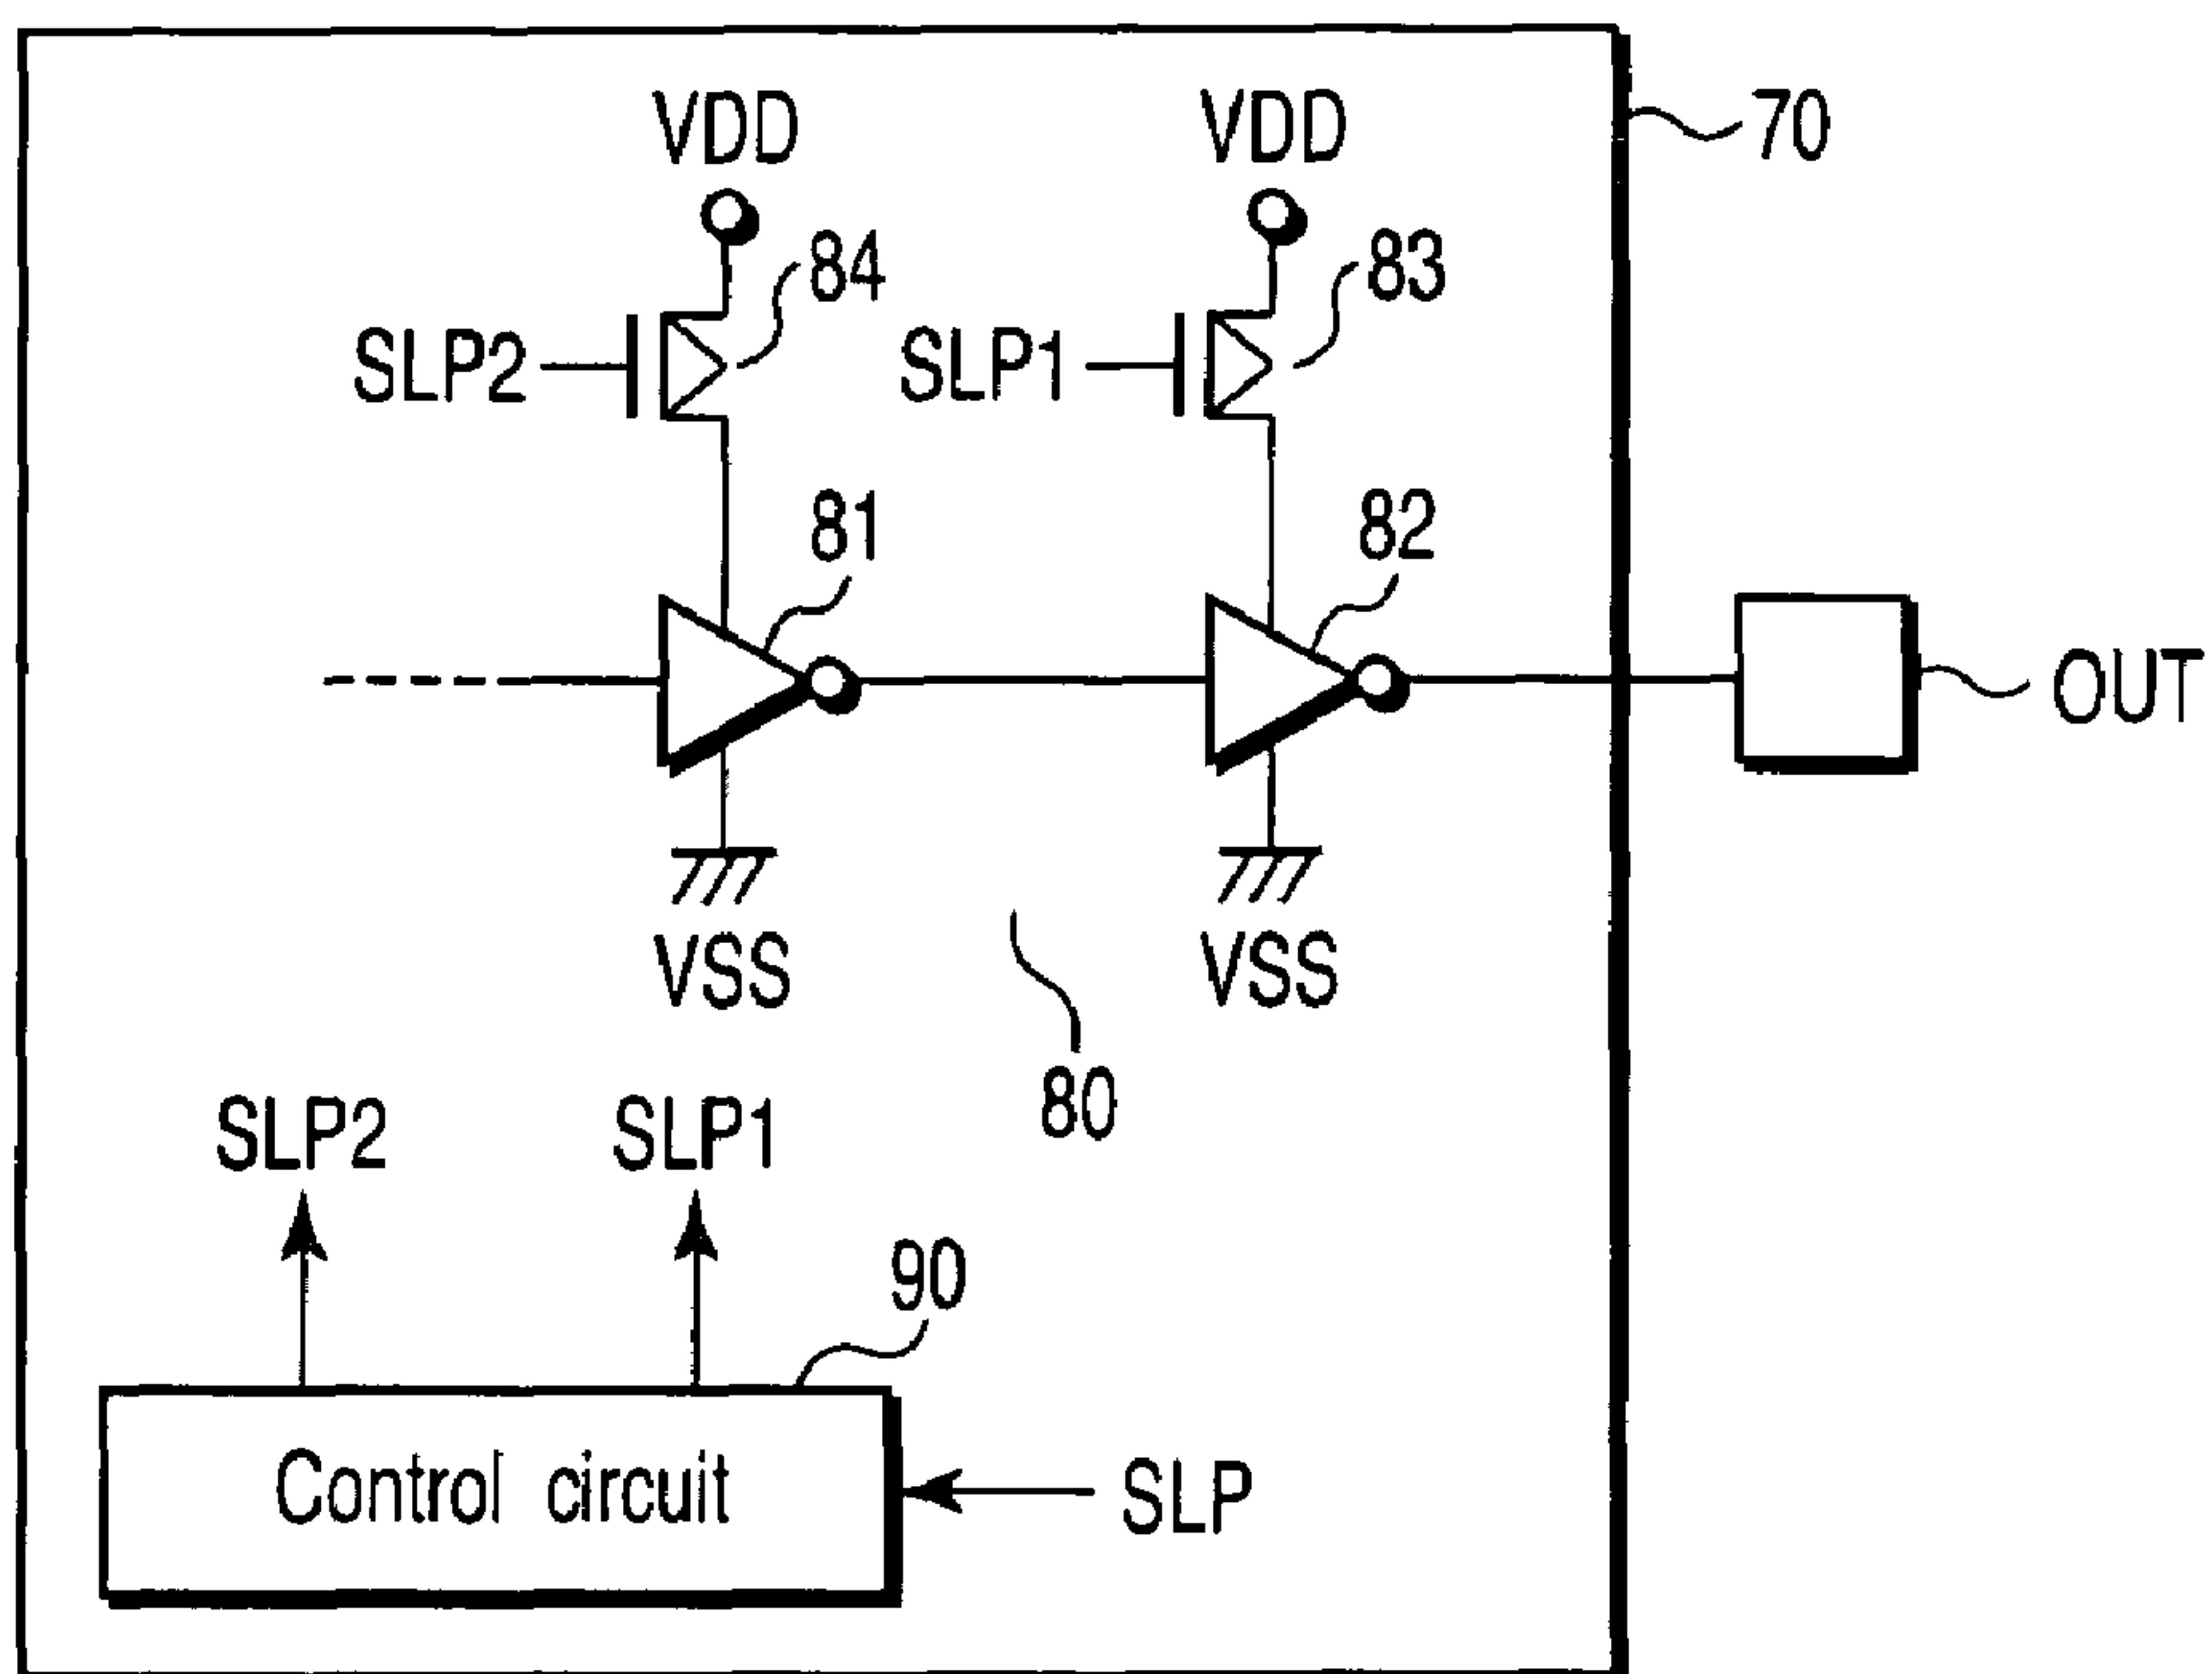 VDD VDD 70
84 83
SLP2 SLP1
81 82
OUT
VSS VSS
80
SLP2 SLP1
90
Control circuit SLP